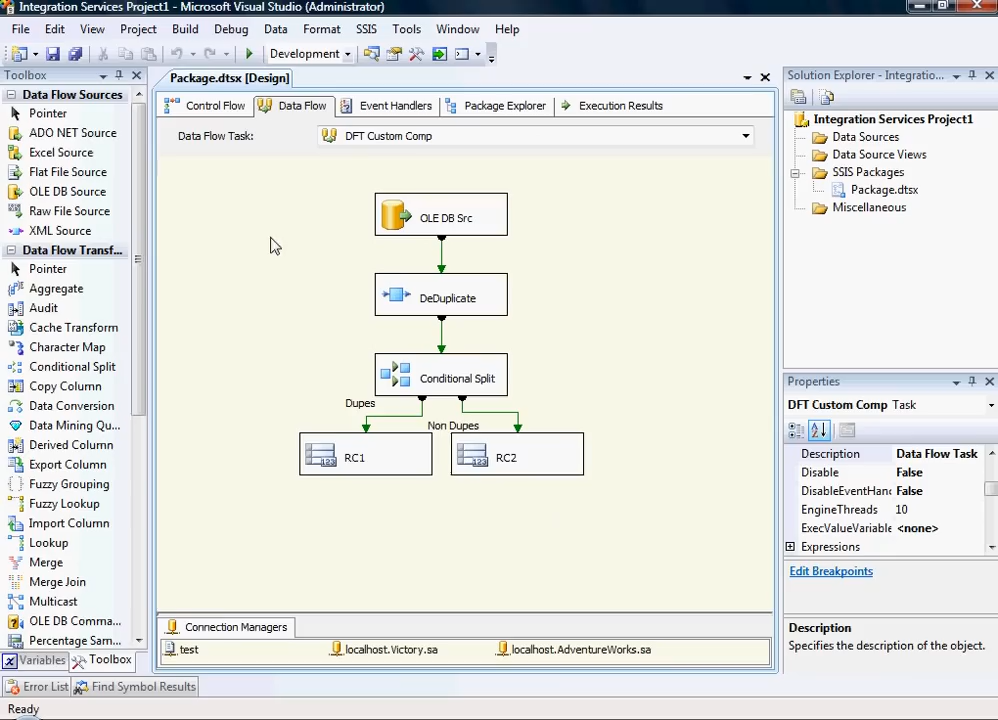 Integration Services Project1 - Microsoft Visual Studio (Administrator)
File Edit View Project Build Debug Data Format SSIS Tools Window Help
Development
Toolbox
Data Flow Sources
Pointer
ADO NET Source
Excel Source
Flat File Source
OLE DB Source
Raw File Source
XML Source
Data Flow Transf...
Pointer
Aggregate
Audit
Cache Transform
Character Map
Conditional Split
Copy Column
Data Conversion
Data Mining Qu...
Derived Column
Export Column
Fuzzy Grouping
Fuzzy Lookup
Import Column
Lookup
Merge
Merge Join
Multicast
OLE DB Comma...
Percentage Sam...
Variables Toolbox
Package.dtsx [Design]
Control Flow Data Flow Event Handlers Package Explorer Execution Results
Data Flow Task: DFT Custom Comp
OLE DB Src
DeDuplicate
Conditional Split
Dupes
Non Dupes
RC1 RC2
123 123
Connection Managers
test localhost.Victory.sa localhost.AdventureWorks.sa
Solution Explorer - Integratio...
Integration Services Project1
Data Sources
Data Source Views
SSIS Packages
Package.dtsx
Miscellaneous
Properties
DFT Custom Comp Task
Description Data Flow Task
Disable False
DisableEventHanc False
EngineThreads 10
ExecValueVariable <none>
Expressions
Edit Breakpoints
Description
Specifies the description of the object.
Error List Find Symbol Results
Ready